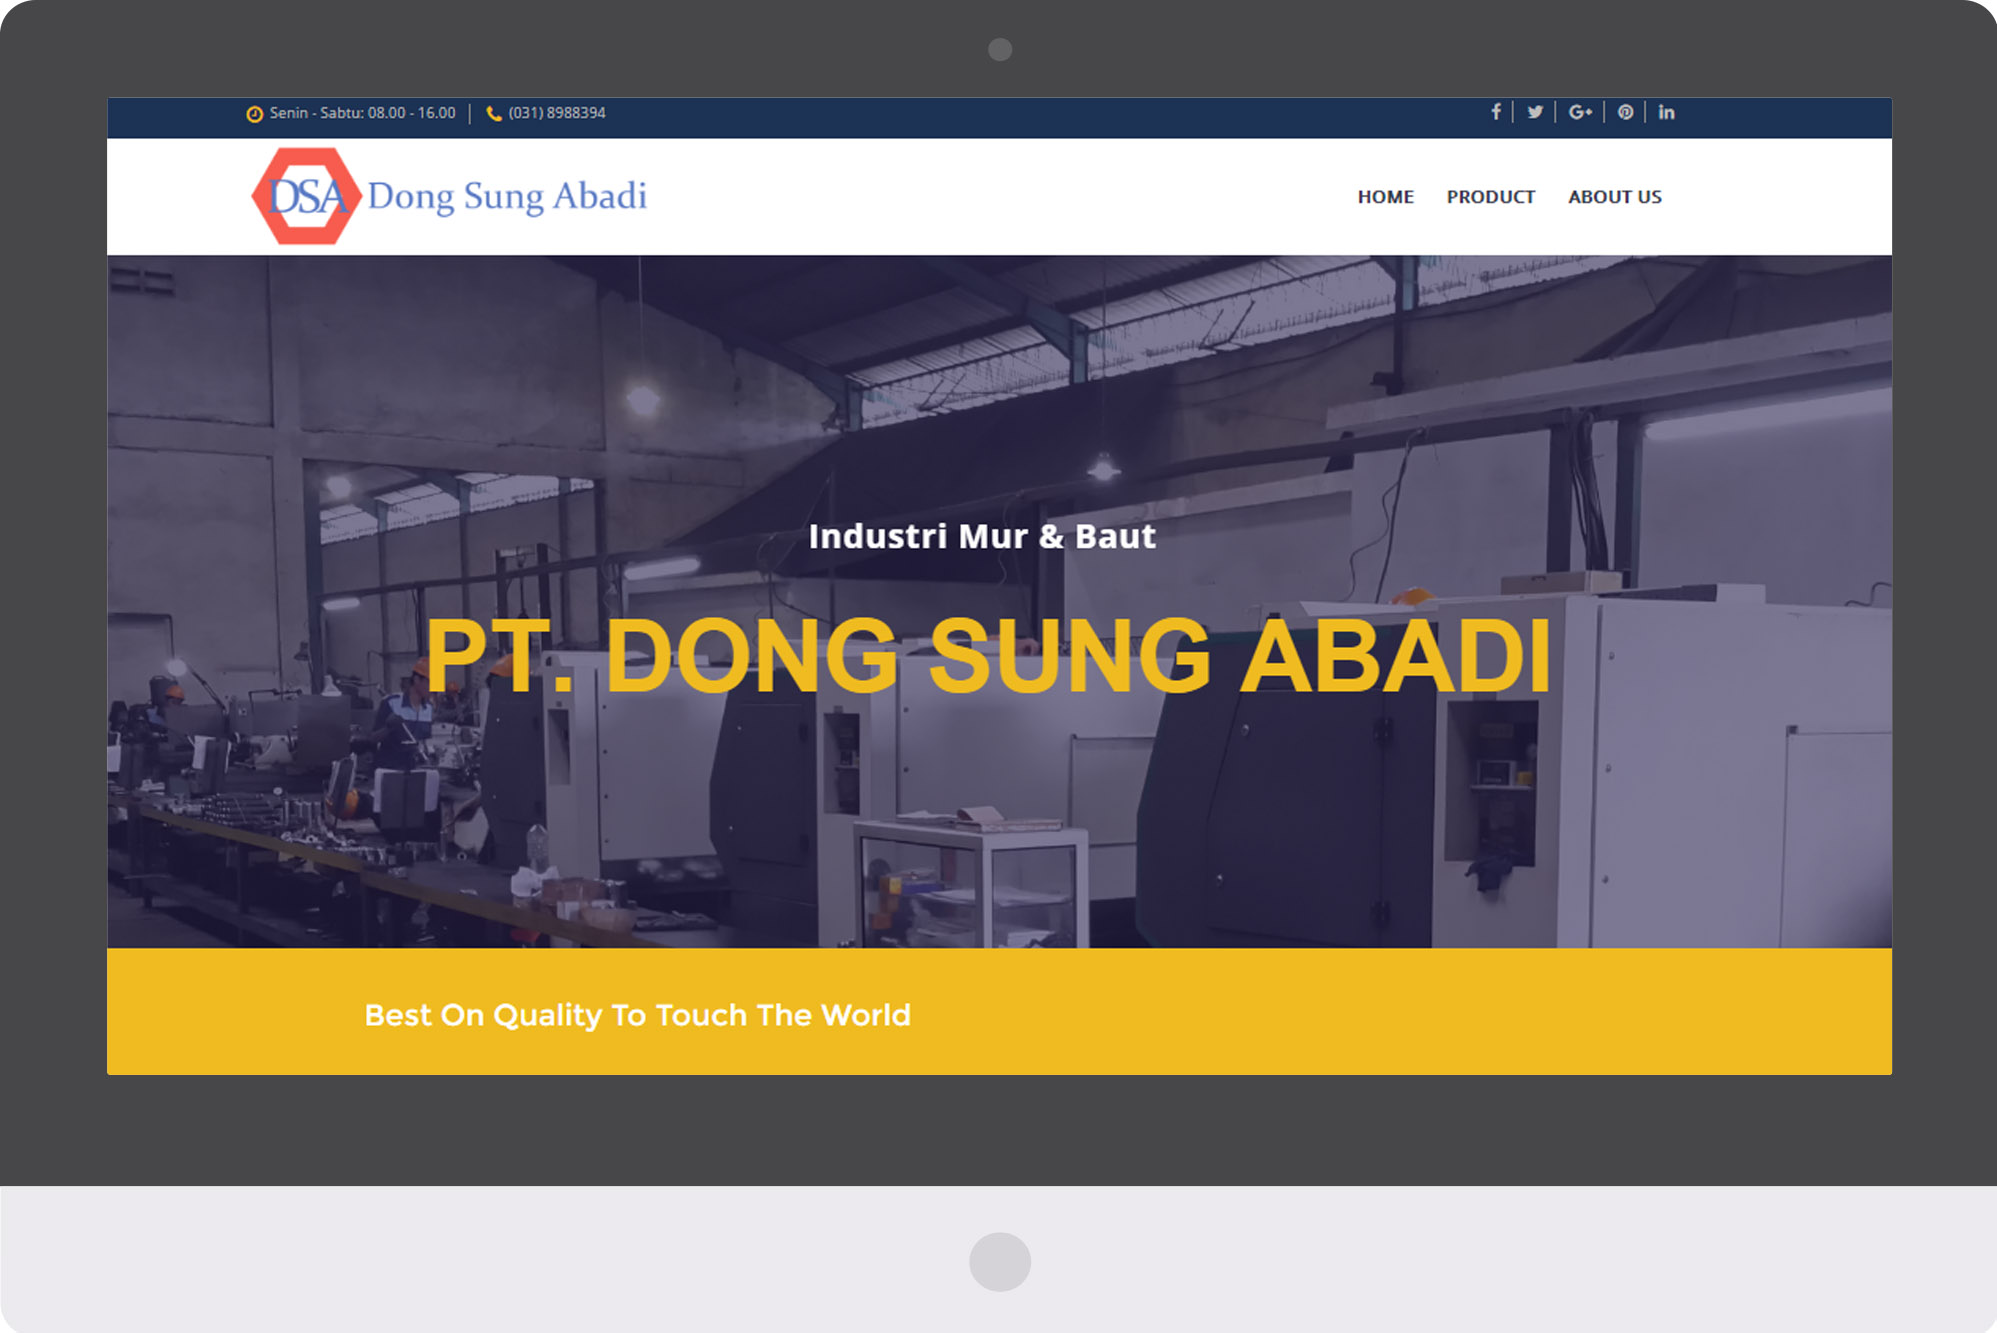 Senin - Sabtu: 08.00 - 16.00
(031) 8988394
DSA Dong Sung Abadi
HOME PRODUCT ABOUT US
Industri Mur & Baut
PT. DONG SUNG ABADI
Best On Quality To Touch The World